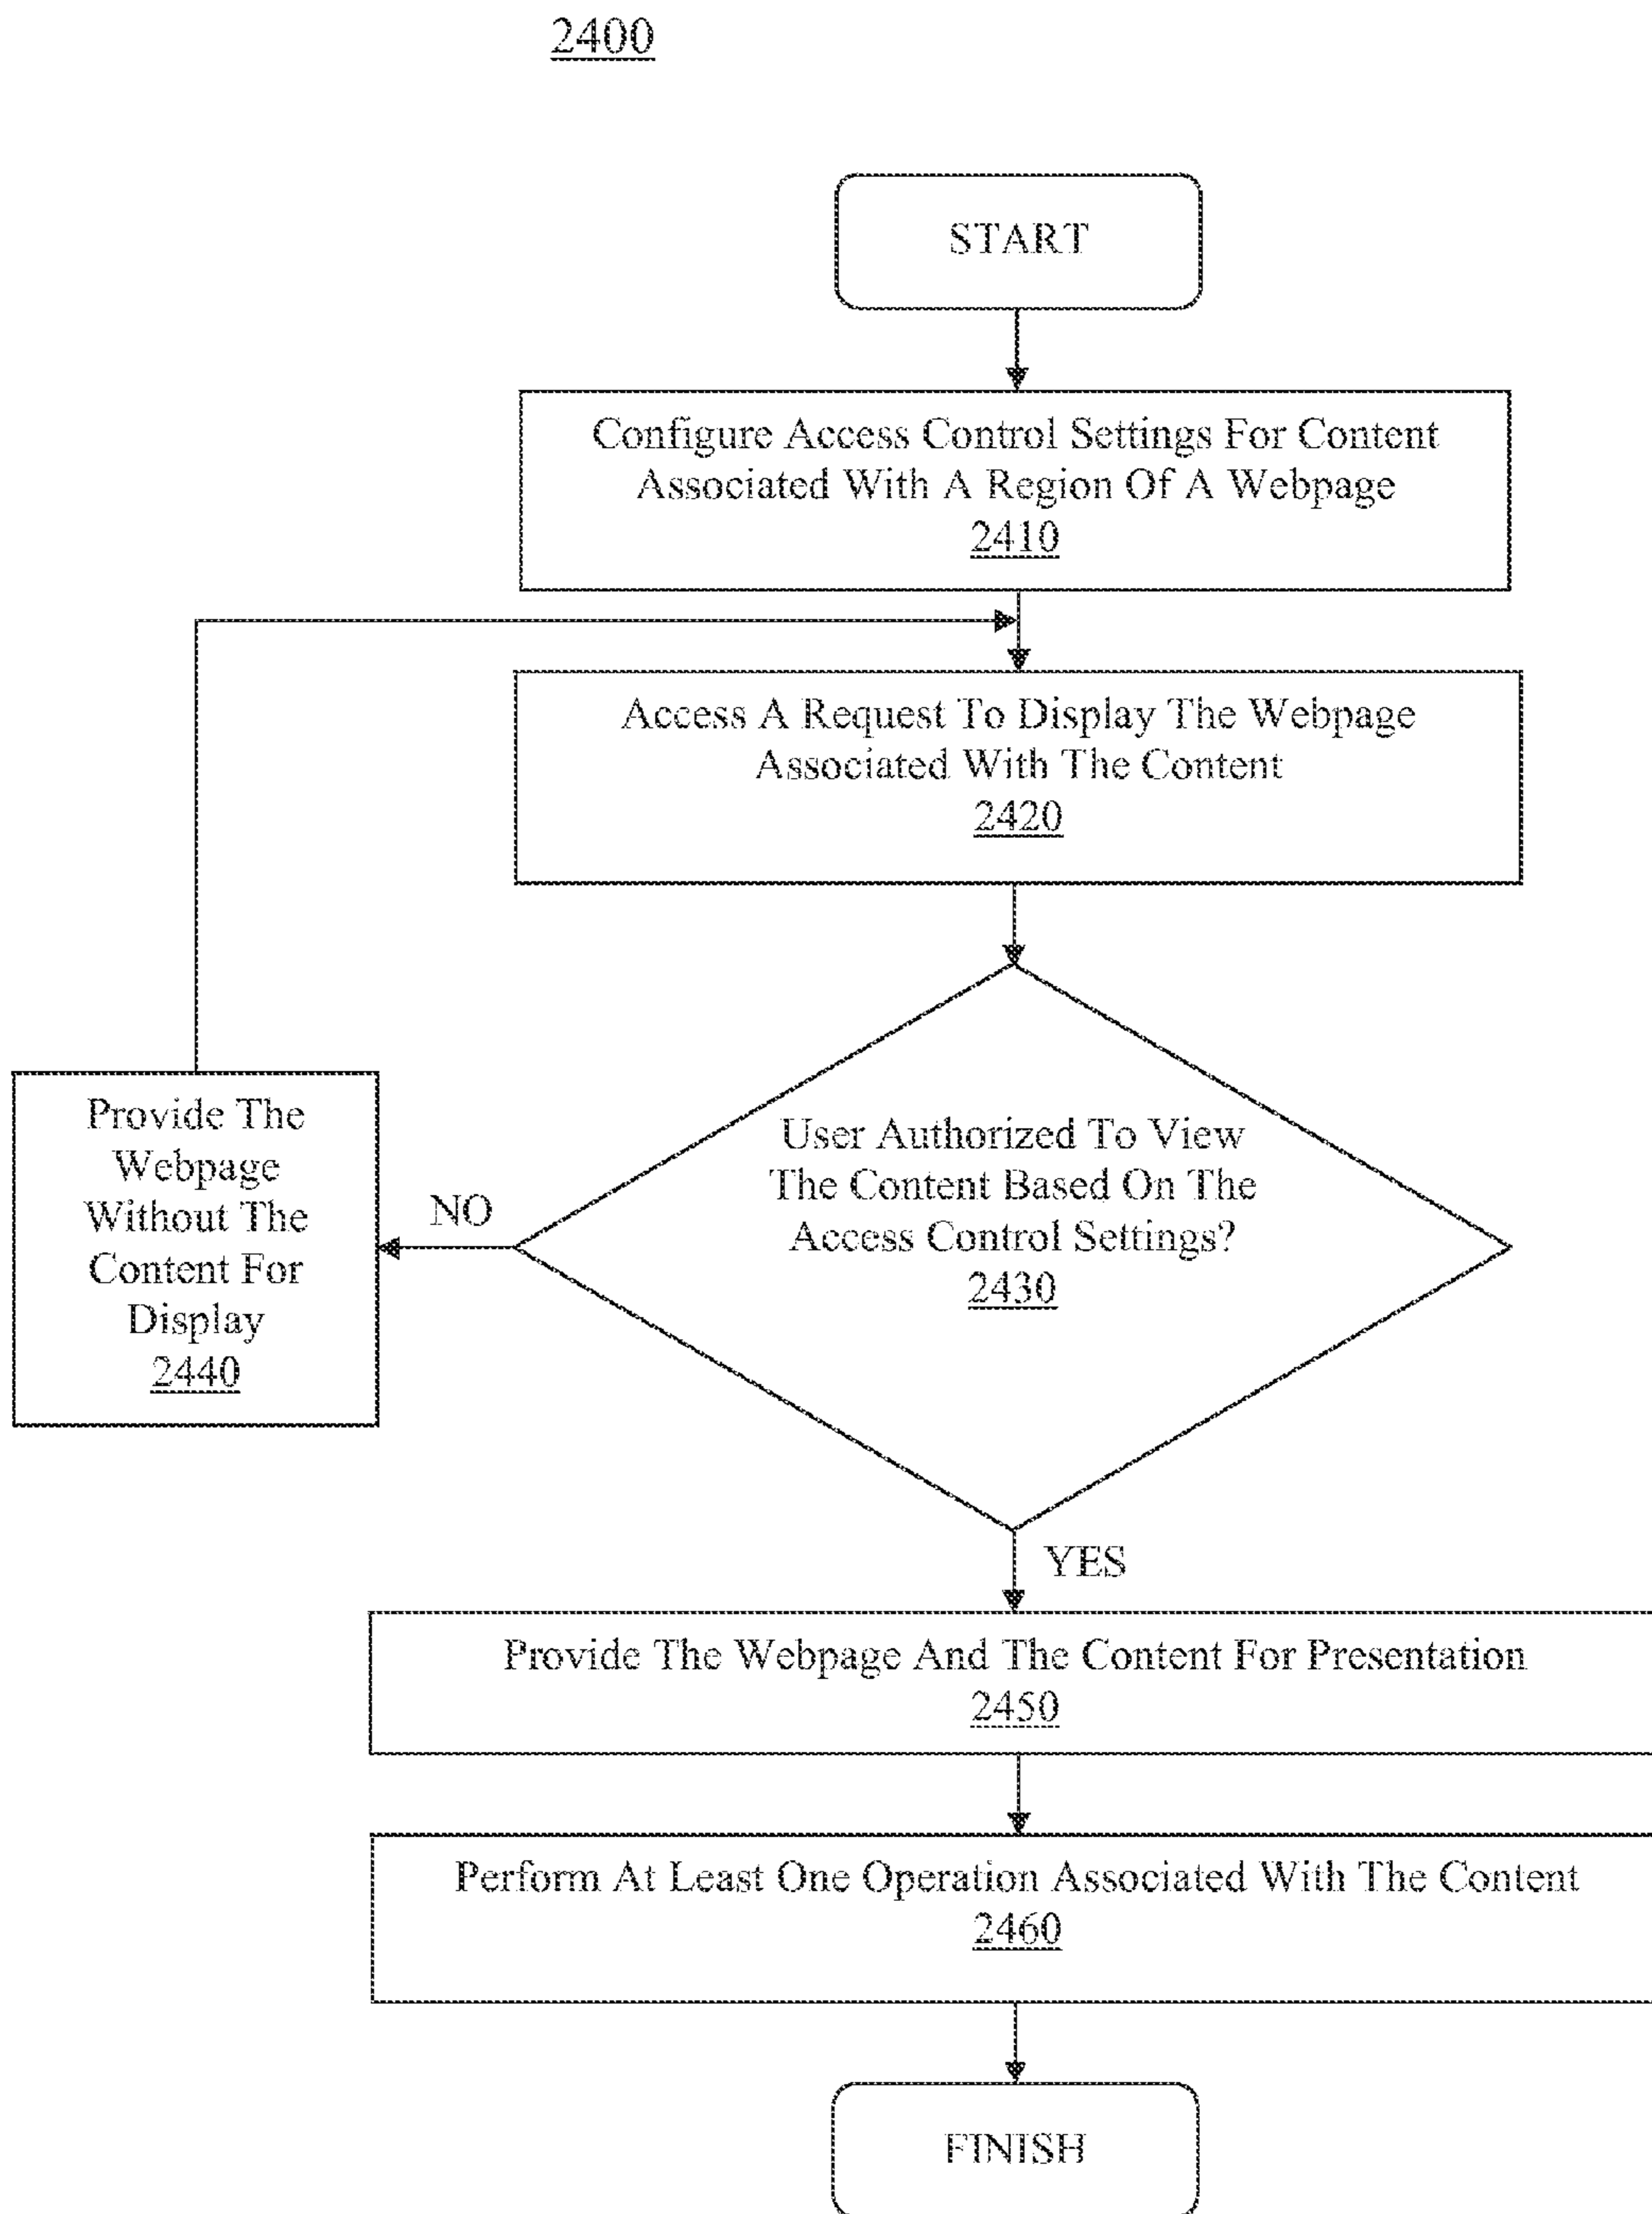 2400
START
Configure Access Control Settings For Content
Associated With A Region Of A Webpage
2410
Access A Request To Display The Webpage
Associated With The Content
2420
User Authorized To View
The Content Based On The
Access Control Settings?
2430
NO
Provide The
Webpage
Without The
Content For
Display
2440
YES
Provide The Webpage And The Content For Presentation
2450
Perform At Least One Operation Associated With The Content
2460
FINISH